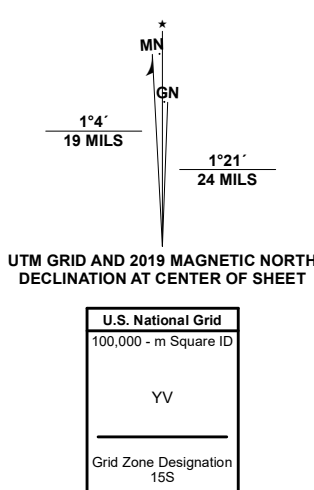 ★
MN
GN
1°4´
19 MILS
1°21´
24 MILS
UTM GRID AND 2019 MAGNETIC NORTH
DECLINATION AT CENTER OF SHEET
U.S. National Grid
100,000 - m Square ID
YV
Grid Zone Designation
15S